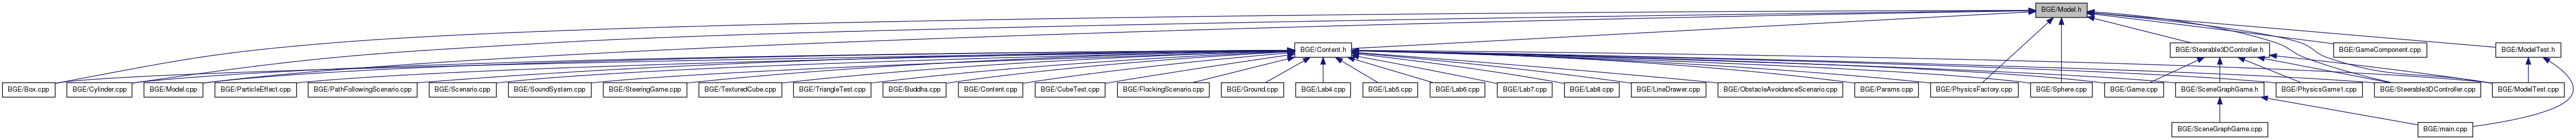 BGE/Model.h
BGE/Content.h
BGE/Steerable3DController.h
BGE/GameComponent.cpp
BGE/ModelTest.h
BGE/Box.cpp
BGE/Cylinder.cpp
BGE/Model.cpp
BGE/ParticleEffect.cpp
BGE/PathFollowingScenario.cpp
BGE/Scenario.cpp
BGE/SoundSystem.cpp
BGE/SteeringGame.cpp
BGE/TexturedCube.cpp
BGE/TriangleTest.cpp
BGE/Buddha.cpp
BGE/Content.cpp
BGE/CubeTest.cpp
BGE/FlockingScenario.cpp
BGE/Ground.cpp
BGE/Lab4.cpp
BGE/Lab5.cpp
BGE/Lab6.cpp
BGE/Lab7.cpp
BGE/Lab8.cpp
BGE/LineDrawer.cpp
BGE/ObstacleAvoidanceScenario.cpp
BGE/Params.cpp
BGE/PhysicsFactory.cpp
BGE/Sphere.cpp
BGE/Game.cpp
BGE/SceneGraphGame.h
BGE/PhysicsGame1.cpp
BGE/Steerable3DController.cpp
BGE/ModelTest.cpp
BGE/SceneGraphGame.cpp
BGE/main.cpp